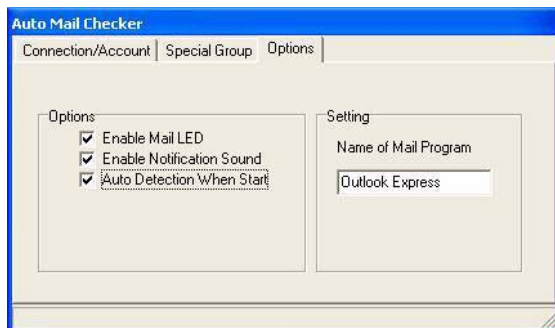 Auto Mail Checker
Connection/Account Special Group Options
Options
Enable Mail LED
Enable Notification Sound
Auto Detection When Start
Setting
Name of Mail Program
Outlook Express